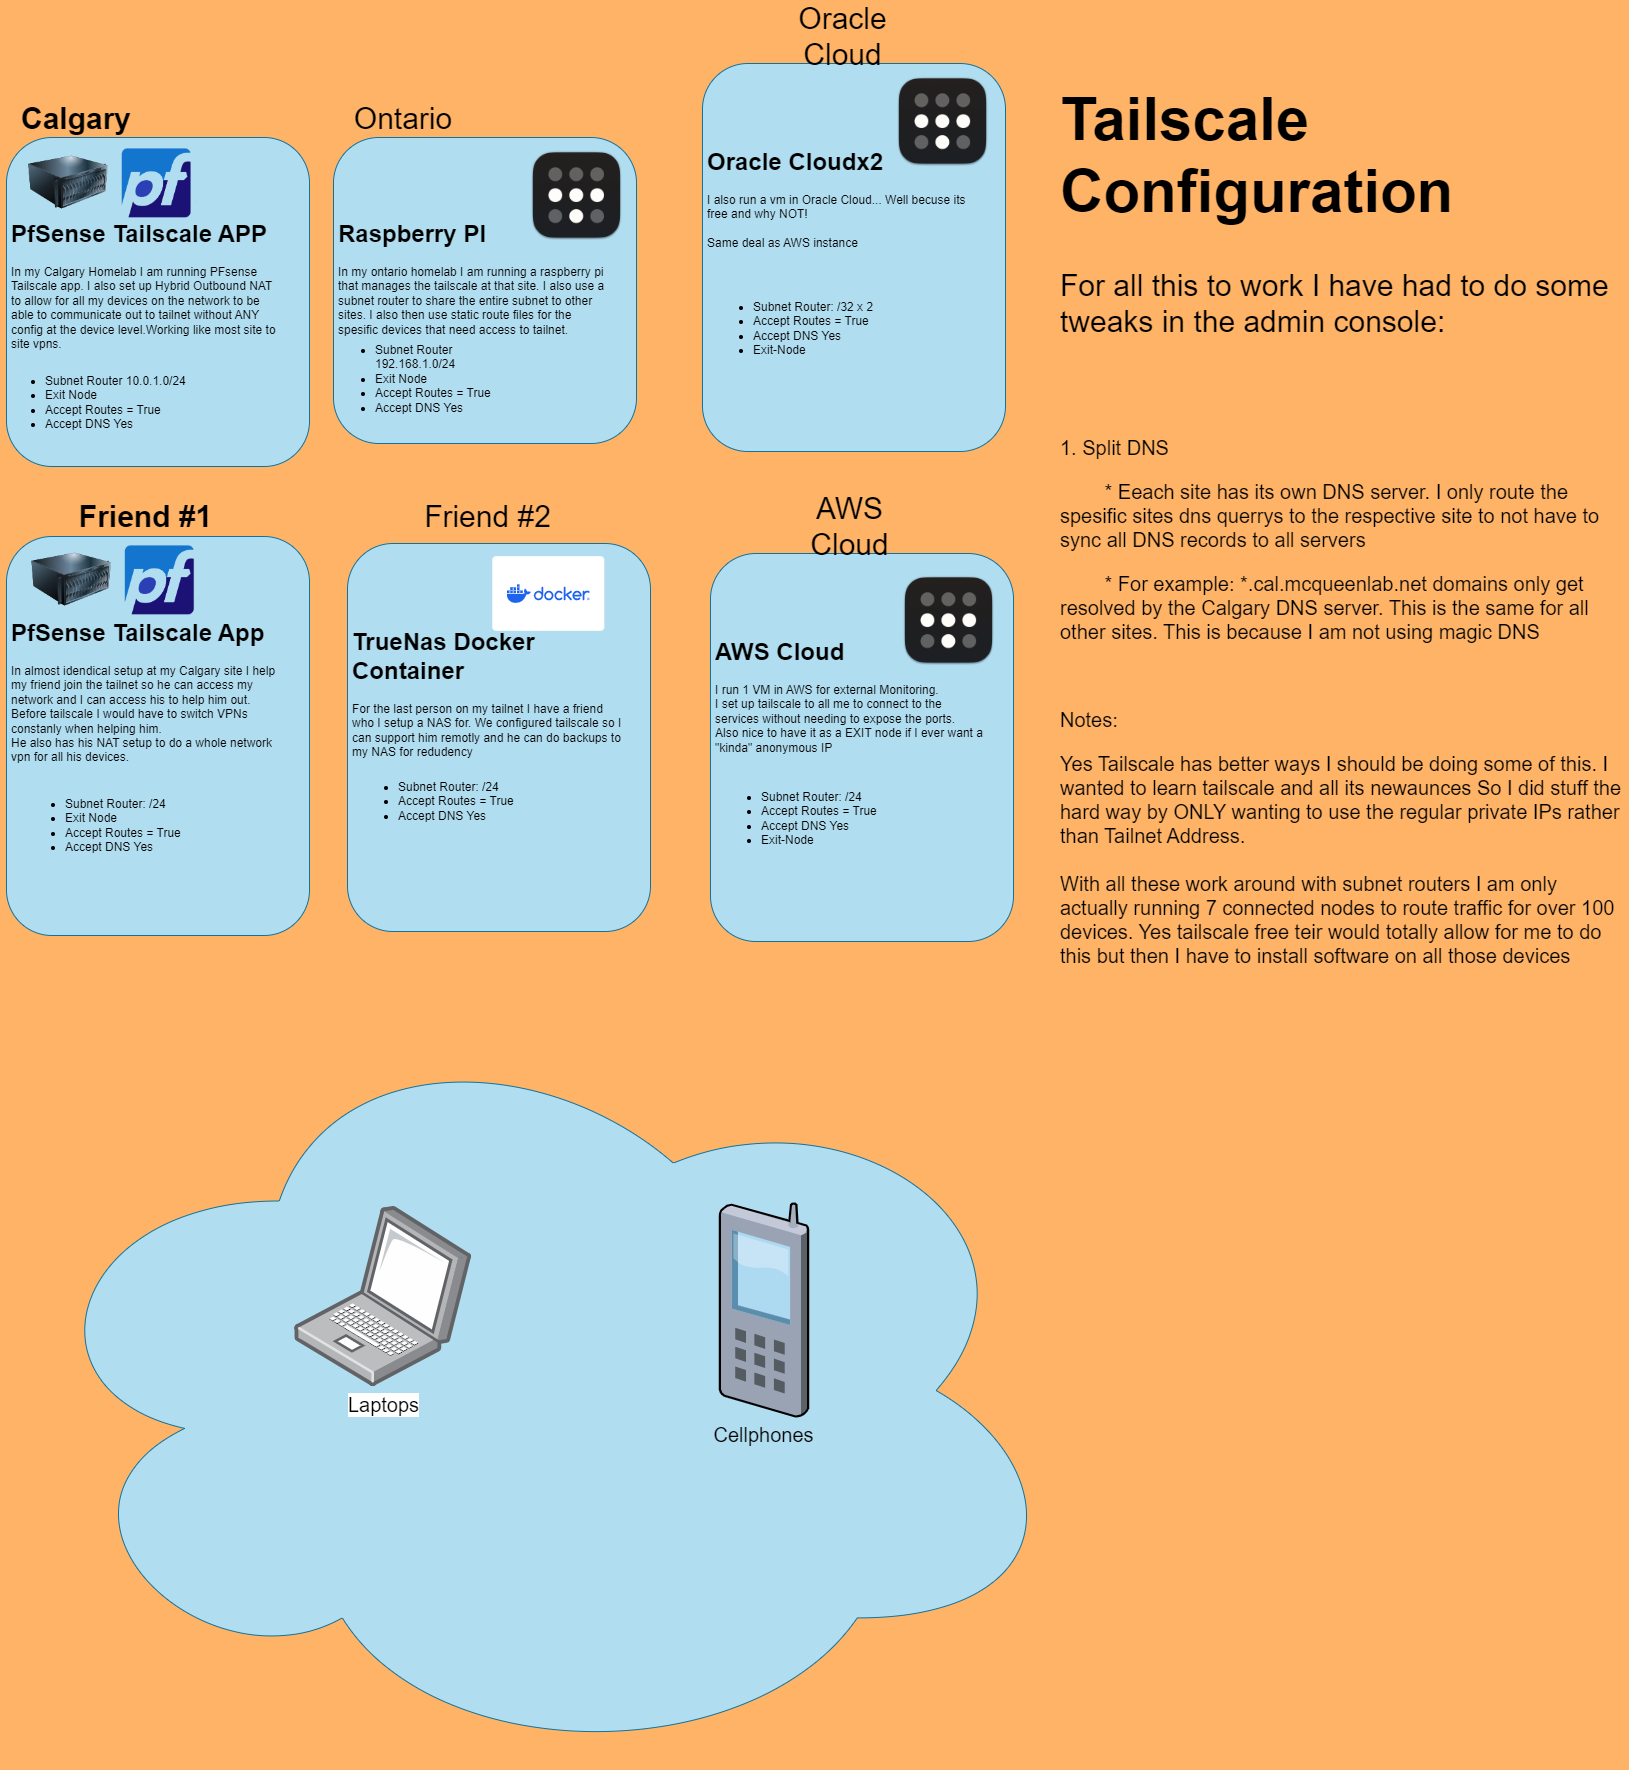 Calgary
pf
PfSense Tailscale APP
In my Calgary Homelab I am running PFsense
Tailscale app. I also set up Hybrid Outbound NAT
to allow for all my devices on the network to be
able to communicate out to tailnet without ANY
config at the device level.Working like most site to
site vpns.
• Subnet Router 10.0.1.0/24
• Exit Node
• Accept Routes = True
• Accept DNS Yes
Ontario
Raspberry PI
In my ontario homelab I am running a raspberry pi
that manages the tailscale at that site. I also use a
subnet router to share the entire subnet to other
sites. I also then use static route files for the
spesific devices that need access to tailnet.
• Subnet Router
192.168.1.0/24
• Exit Node
• Accept Routes = True
• Accept DNS Yes
Oracle
Cloud
Oracle Cloudx2
I also run a vm in Oracle Cloud... Well becuse its
free and why NOT!
Same deal as AWS instance
• Subnet Router: /32 x 2
• Accept Routes = True
• Accept DNS Yes
• Exit-Node
Friend #1
pf
PfSense Tailscale App
In almost idendical setup at my Calgary site I help
my friend join the tailnet so he can access my
network and I can access his to help him out.
Before tailscale I would have to switch VPNs
constanly when helping him.
He also has his NAT setup to do a whole network
vpn for all his devices.
• Subnet Router: /24
• Exit Node
• Accept Routes = True
• Accept DNS Yes
Friend #2
docker
TrueNas Docker
Container
For the last person on my tailnet I have a friend
who I setup a NAS for. We configured tailscale so I
can support him remotly and he can do backups to
my NAS for redudency
• Subnet Router: /24
• Accept Routes = True
• Accept DNS Yes
AWS
Cloud
AWS Cloud
I run 1 VM in AWS for external Monitoring.
I set up tailscale to all me to connect to the
services without needing to expose the ports.
Also nice to have it as a EXIT node if I ever want a
"kinda" anonymous IP
• Subnet Router: /24
• Accept Routes = True
• Accept DNS Yes
• Exit-Node
Tailscale
Configuration
For all this to work I have had to do some
tweaks in the admin console:
1. Split DNS
* Eeach site has its own DNS server. I only route the
spesific sites dns querrys to the respective site to not have to
sync all DNS records to all servers
* For example: *.cal.mcqueenlab.net domains only get
resolved by the Calgary DNS server. This is the same for all
other sites. This is because I am not using magic DNS
Notes:
Yes Tailscale has better ways I should be doing some of this. I
wanted to learn tailscale and all its newaunces So I did stuff the
hard way by ONLY wanting to use the regular private IPs rather
than Tailnet Address.
With all these work around with subnet routers I am only
actually running 7 connected nodes to route traffic for over 100
devices. Yes tailscale free teir would totally allow for me to do
this but then I have to install software on all those devices
Laptops
Cellphones